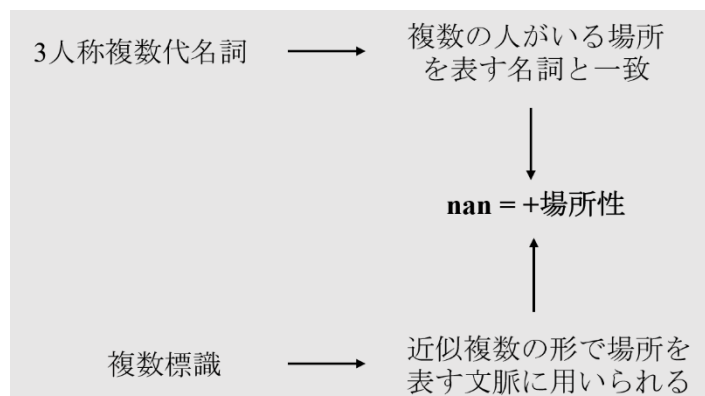 3人称複数代名詞
複数の人がいる場所
を表す名詞と一致
nan = +場所性
複数標識
近似複数の形で場所を
表す文脈に用いられる